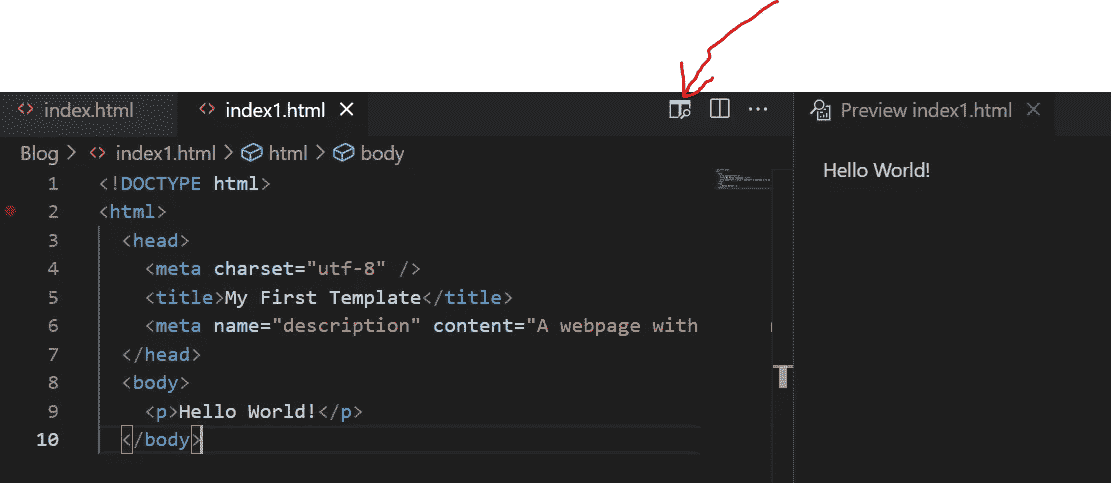 index.html
index1.html
Preview index1.html
Blog > index1.html > html > body
Hello World!
1 <!DOCTYPE html>
2 <html>
3 <head>
4 <meta charset="utf-8" />
5 <title>My First Template</title>
6 <meta name="description" content="A webpage with
7 </head>
8 <body>
9 <p>Hello World!</p>
10 </body>